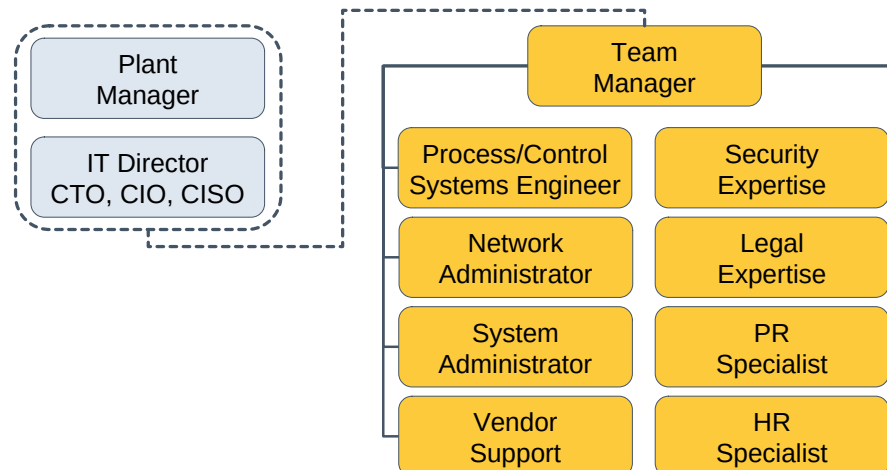 Plant
Manager
IT Director
CTO, CIO, CISO
Team
Manager
Process/Control
Systems Engineer
Security
Expertise
Network
Administrator
Legal
Expertise
System
Administrator
PR
Specialist
Vendor
Support
HR
Specialist